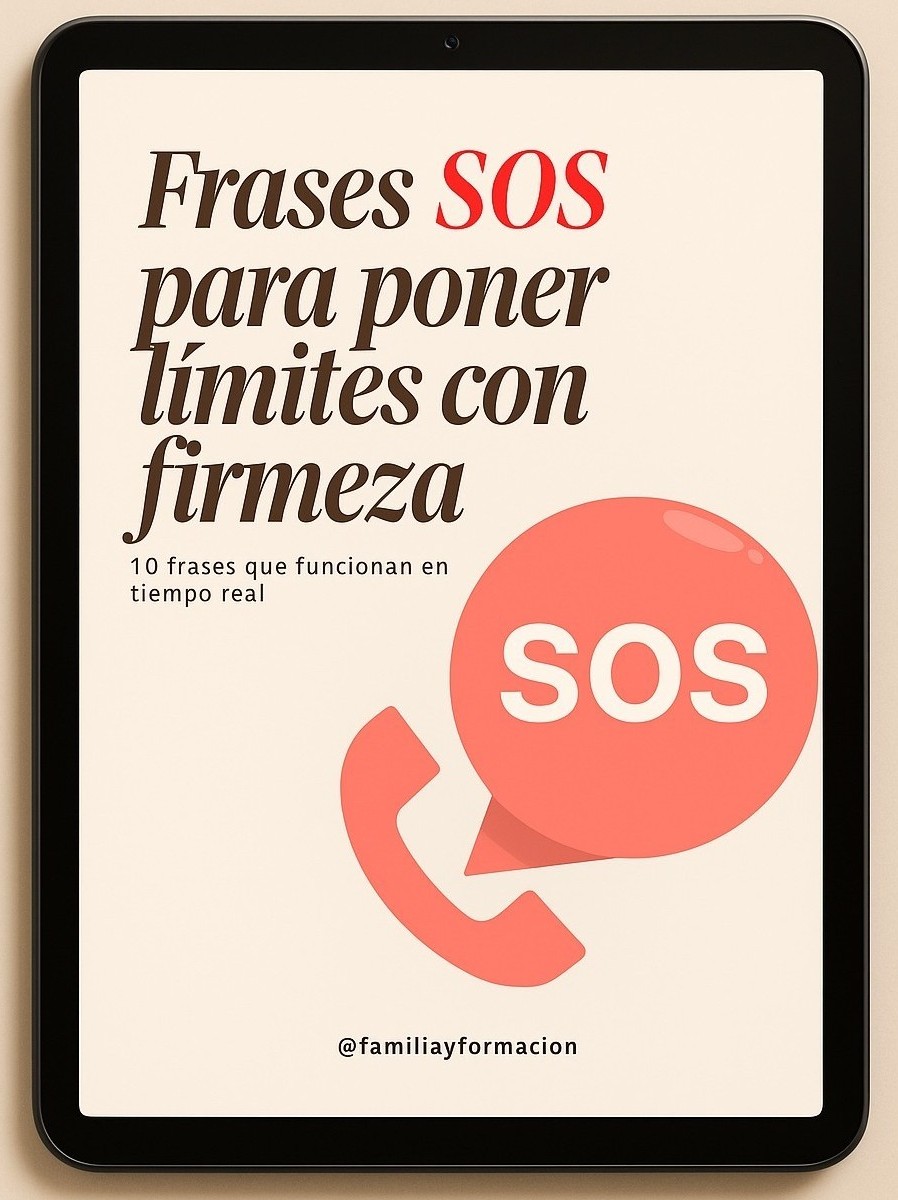 Frases SOS
para poner
límites con
firmeza
10 frases que funcionan en
tiempo real
SOS
@familiayformacion